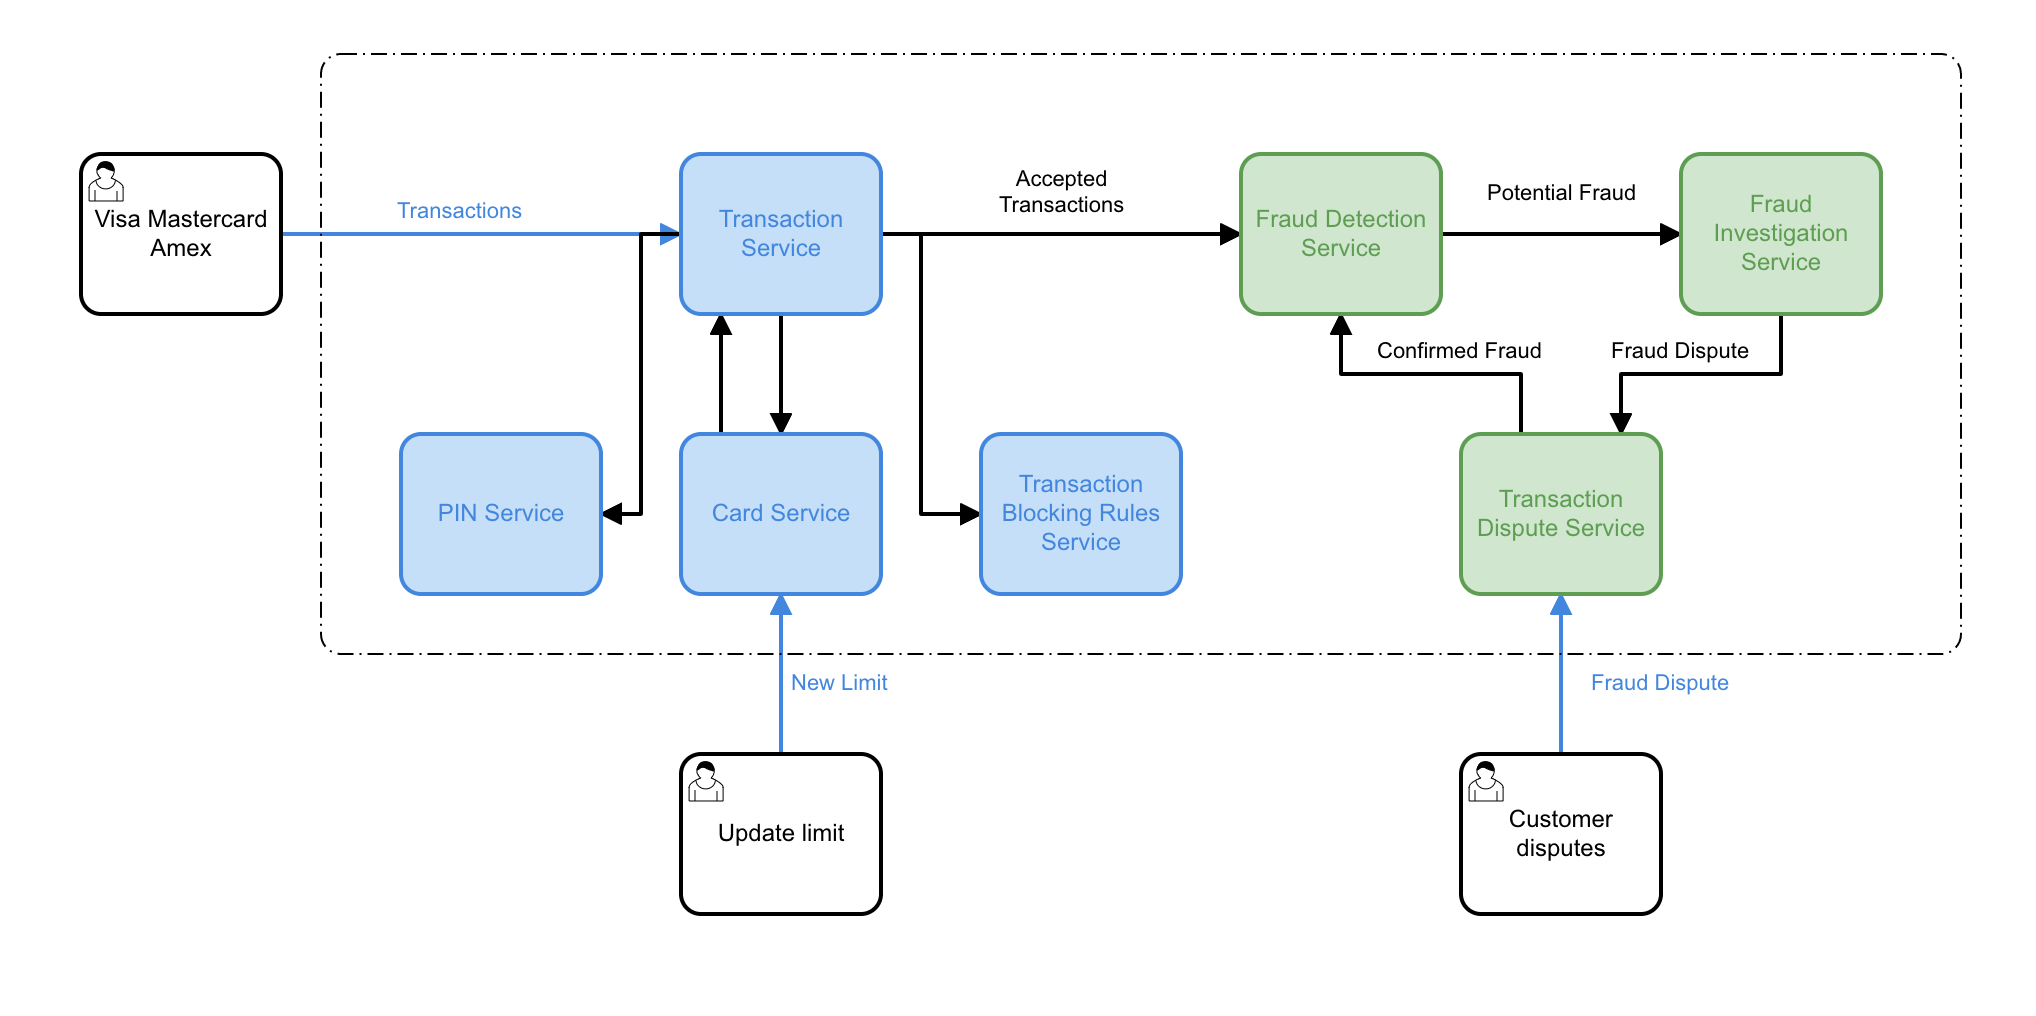 Visa Mastercard
Amex
Transactions
Transaction
Service
Accepted
Transactions
Fraud Detection
Service
Potential Fraud
Fraud
Investigation
Service
Confirmed Fraud
Fraud Dispute
PIN Service
Card Service
Transaction
Blocking Rules
Service
Transaction
Dispute Service
New Limit
Fraud Dispute
Update limit
Customer
disputes